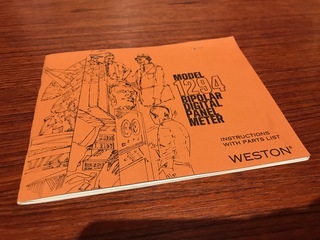 MODEL
1294
BIPOLAR
DIGITAL
PANEL
METER
INSTRUCTIONS
WITH PARTS LIST
WESTON®